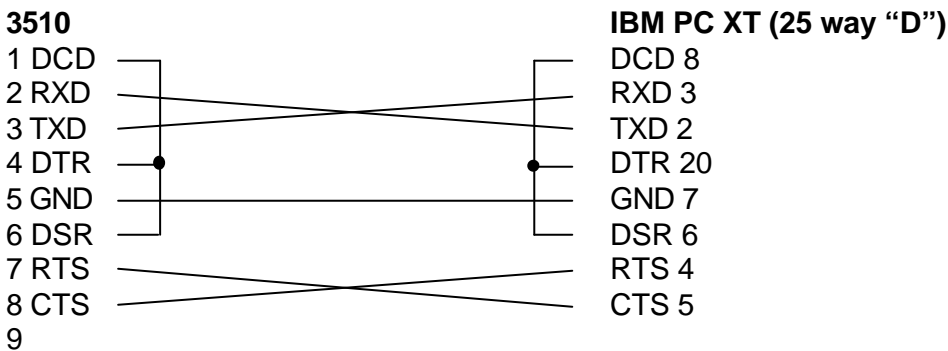 3510 IBM PC XT (25 way “D”)
1 DCD DCD 8
2 RXD RXD 3
3 TXD TXD 2
4 DTR DTR 20
5 GND GND 7
6 DSR DSR 6
7 RTS RTS 4
8 CTS CTS 5
9